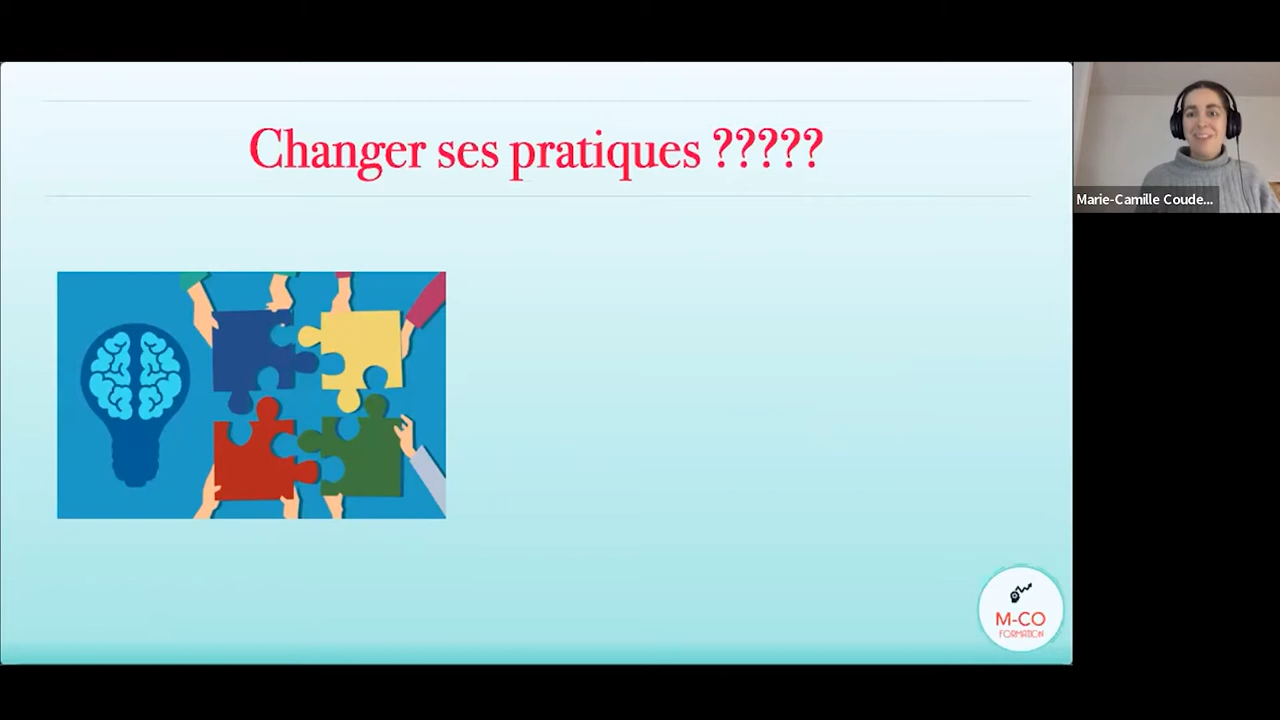 Changer ses pratiques ?????
Marie-Camille Coude...
M-CO
FORMATION